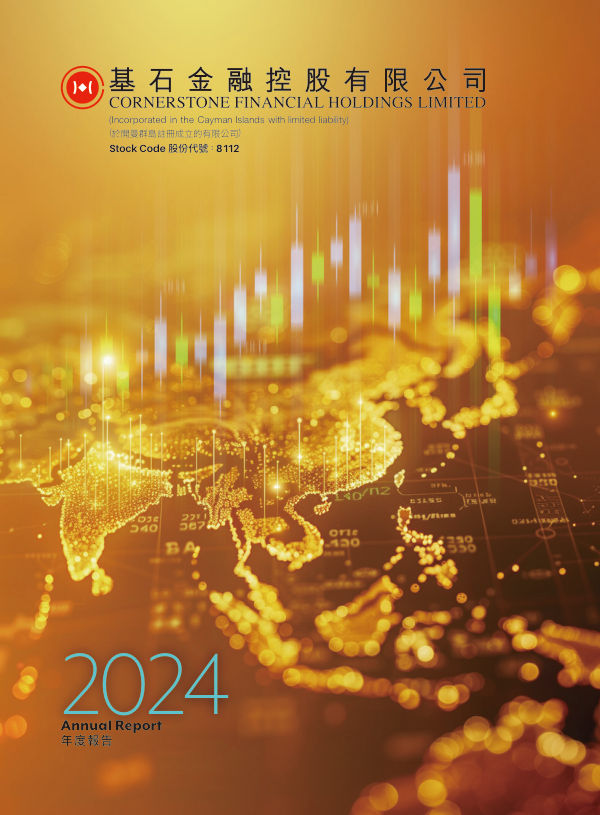 基石金融控股有限公司
CORNERSTONE FINANCIAL HOLDINGS LIMITED
(Incorporated in the Cayman Islands with limited liability)
(於開曼群島註冊成立的有限公司)
Stock Code 股份代號：8112
2024
Annual Report
年度報告